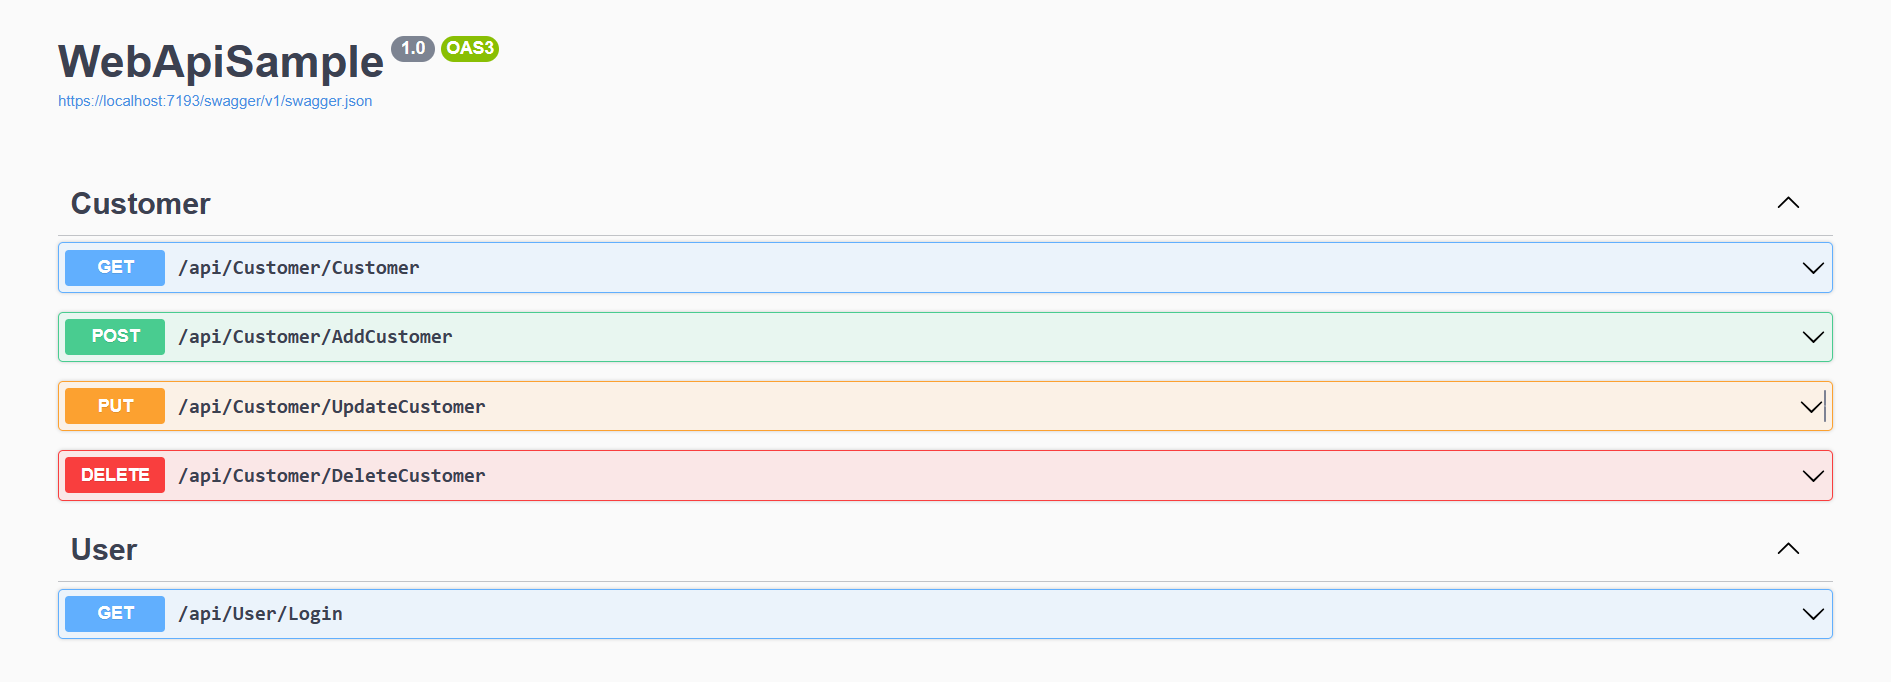 WebApiSample 1.0 OAS3
https://localhost:7193/swagger/v1/swagger.json
Customer
GET /api/Customer/Customer
POST /api/Customer/AddCustomer
PUT /api/Customer/UpdateCustomer
DELETE /api/Customer/DeleteCustomer
User
GET /api/User/Login